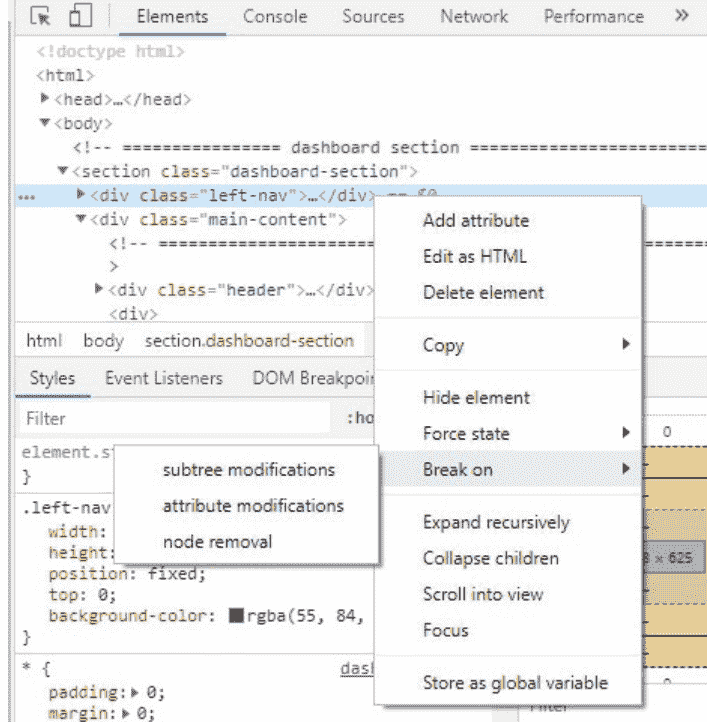 Elements Console Sources Network Performance »
<!doctype html>
<html>
▶<head>…</head>
▼<body>
<!-- ================ dashboard section =========================
▼<section class="dashboard-section">
… ▶<div class="left-nav">…</div> == $0
▼<div class="main-content">
<!-- ==========================
>
▶<div class="header">…</div>
<div>
html body section.dashboard-section
Styles Event Listeners DOM Breakpoin
Filter :ho
element.st
}
.left-nav
width:
height:
position: fixed;
top: 0;
background-color: rgba(55, 84,
}
* { dash
padding:▶ 0;
margin:▶ 0;
Add attribute
Edit as HTML
Delete element
Copy
Hide element
Force state
Break on
Expand recursively
Collapse children
Scroll into view
Focus
Store as global variable
subtree modifications
attribute modifications
node removal
0
8 × 625
Filter